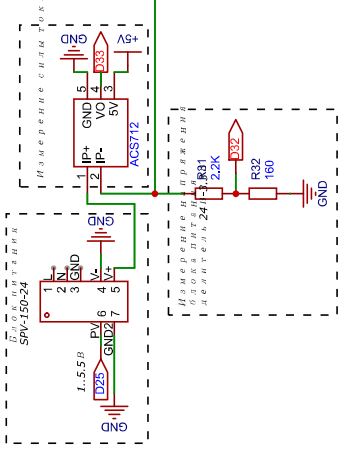 Измерение силы ток
GND
D33
+5V
5
4
3
GND
VO
5V
ACS712
IP+
IP-
1
2
Измерение напряжения
блока питания
делитель 24В-3.3В
D32
R31
2.2K
R32
160
GND
Блок питания
SPV-150-24
L
N
GND
1
2
3
V-
V+
4
5
6
7
PV
GND2
GND
1..5.5В
D25
GND